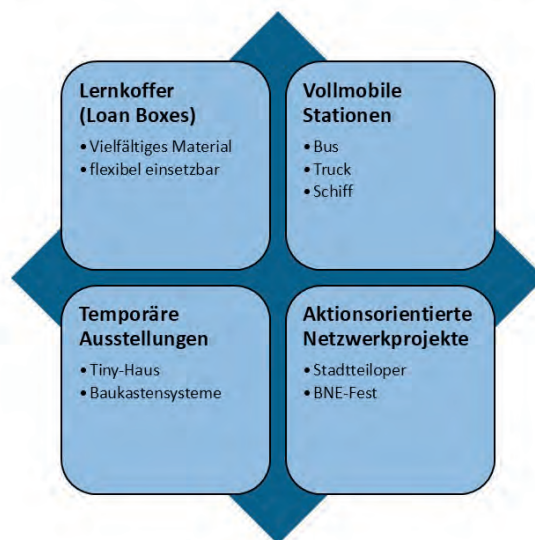 Lernkoffer
(Loan Boxes)
• Vielfältiges Material
• flexibel einsetzbar
Vollmobile
Stationen
• Bus
• Truck
• Schiff
Temporäre
Ausstellungen
• Tiny-Haus
• Baukastensysteme
Aktionsorientierte
Netzwerkprojekte
• Stadtteiloper
• BNE-Fest